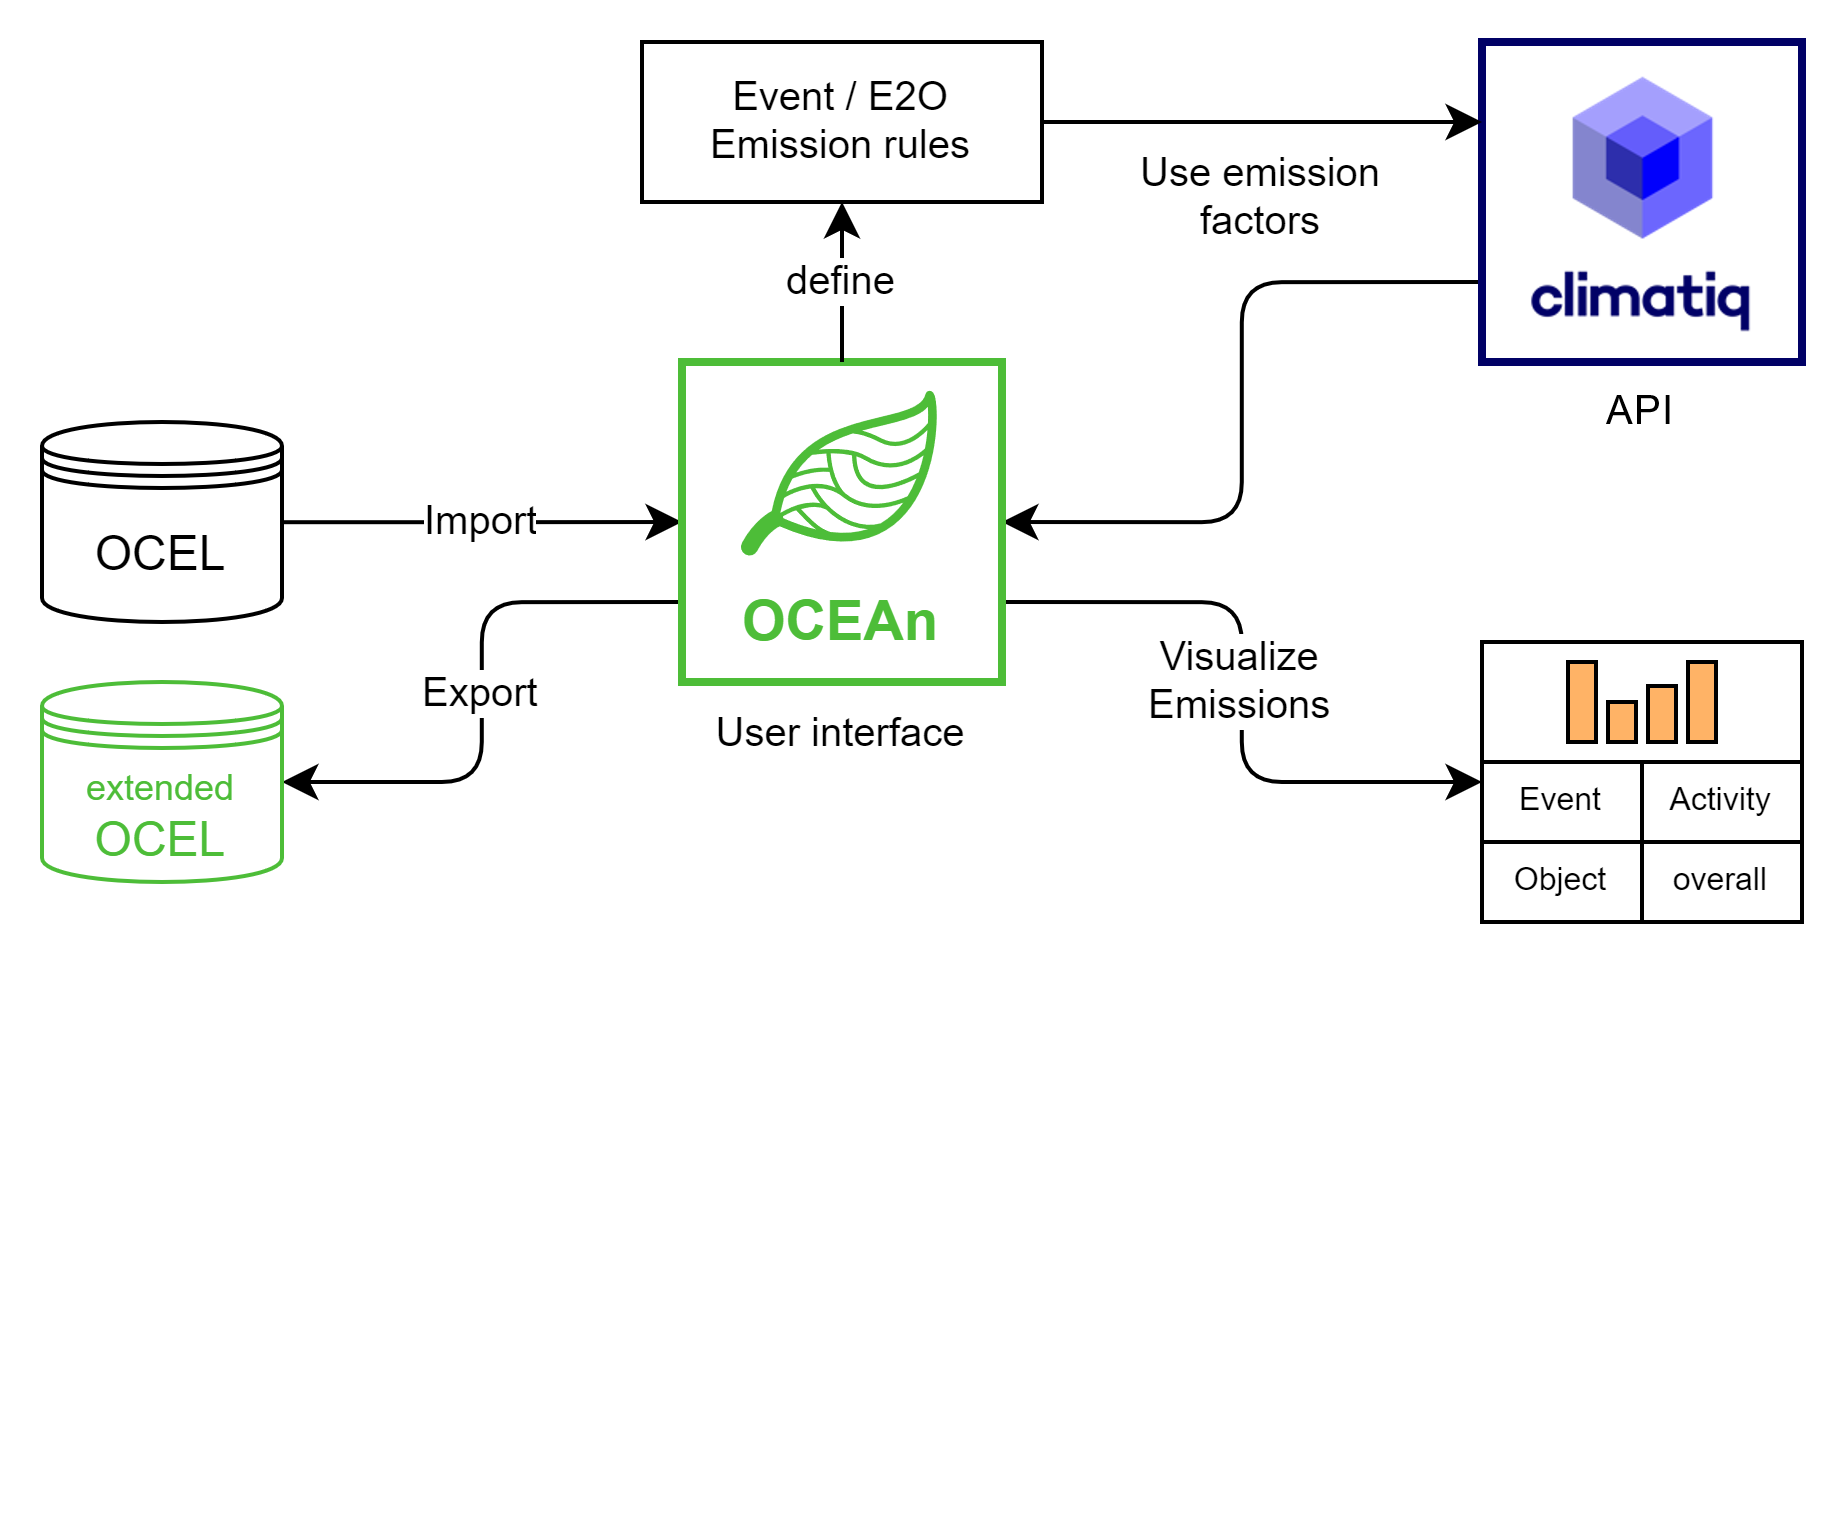 Event / E2O
Emission rules
Use emission
factors
climatiq
API
define
OCEL
Import
OCEAn
User interface
Export
extended
OCEL
Visualize
Emissions
Event
Activity
Object
overall